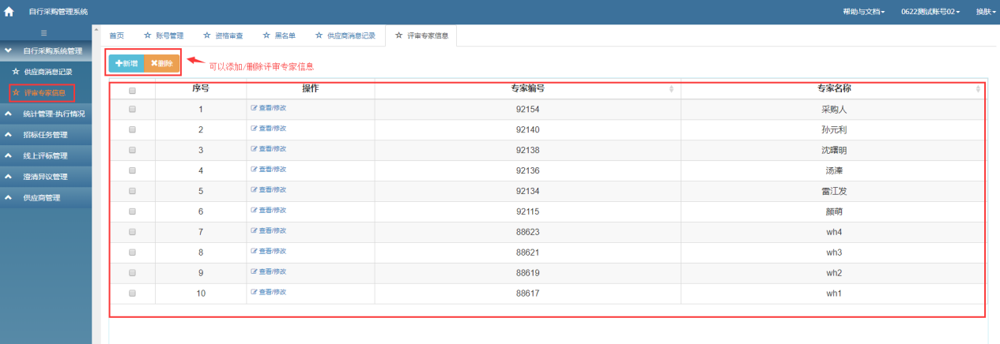 自行采购管理系统 帮助与文档 0622测试账号02 换肤
首页 账号管理 资格审查 黑名单 供应商消息记录 评审专家信息
自行采购系统管理
供应商消息记录
评审专家信息
统计管理-执行情况
招标任务管理
线上评标管理
澄清异议管理
供应商管理
新增 删除 可以添加/删除评审专家信息
序号 操作 专家编号 专家名称
1 查看/修改 92154 采购人
2 查看/修改 92140 孙元利
3 查看/修改 92138 沈曙明
4 查看/修改 92136 汤溱
5 查看/修改 92134 雷江发
6 查看/修改 92115 颜萌
7 查看/修改 88623 wh4
8 查看/修改 88621 wh3
9 查看/修改 88619 wh2
10 查看/修改 88617 wh1